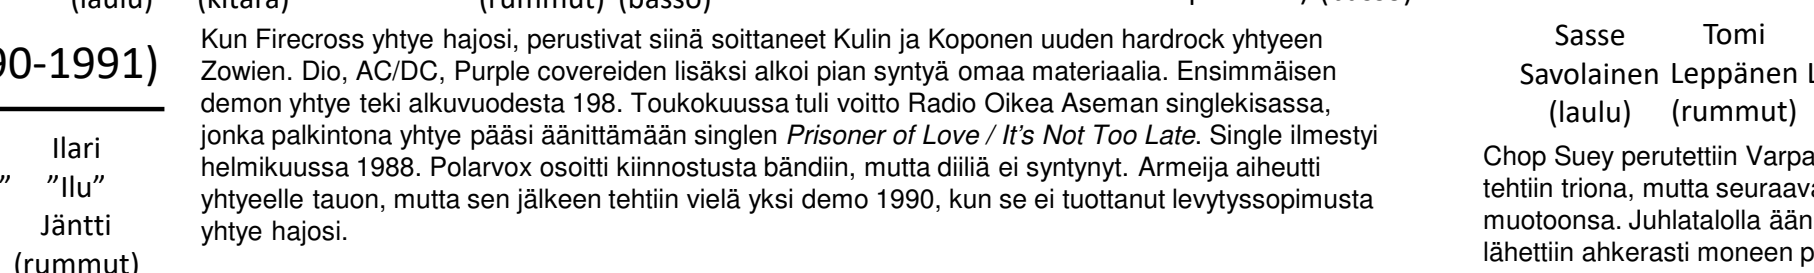 (laulu) (kitara) (rummut) (basso)
90-1991)
Ilari
”Ilu”
Jäntti
(rummut)
Kun Firecross yhtye hajosi, perustivat siinä soittaneet Kulin ja Koponen uuden hardrock yhtyeen
Zowien. Dio, AC/DC, Purple covereiden lisäksi alkoi pian syntyä omaa materiaalia. Ensimmäisen
demon yhtye teki alkuvuodesta 198. Toukokuussa tuli voitto Radio Oikea Aseman singlekisassa,
jonka palkintona yhtye pääsi äänittämään singlen Prisoner of Love / It's Not Too Late. Single ilmestyi
helmikuussa 1988. Polarvox osoitti kiinnostusta bändiin, mutta diiliä ei syntynyt. Armeija aiheutti
yhtyeelle tauon, mutta sen jälkeen tehtiin vielä yksi demo 1990, kun se ei tuottanut levytyssopimusta
yhtye hajosi.
Sasse Tomi
Savolainen Leppänen
(laulu) (rummut)
Chop Suey perutettiin Varpa
tehtiin triona, mutta seuraava
muotoonsa. Juhlatalolla ään
lähettiin ahkerasti moneen p